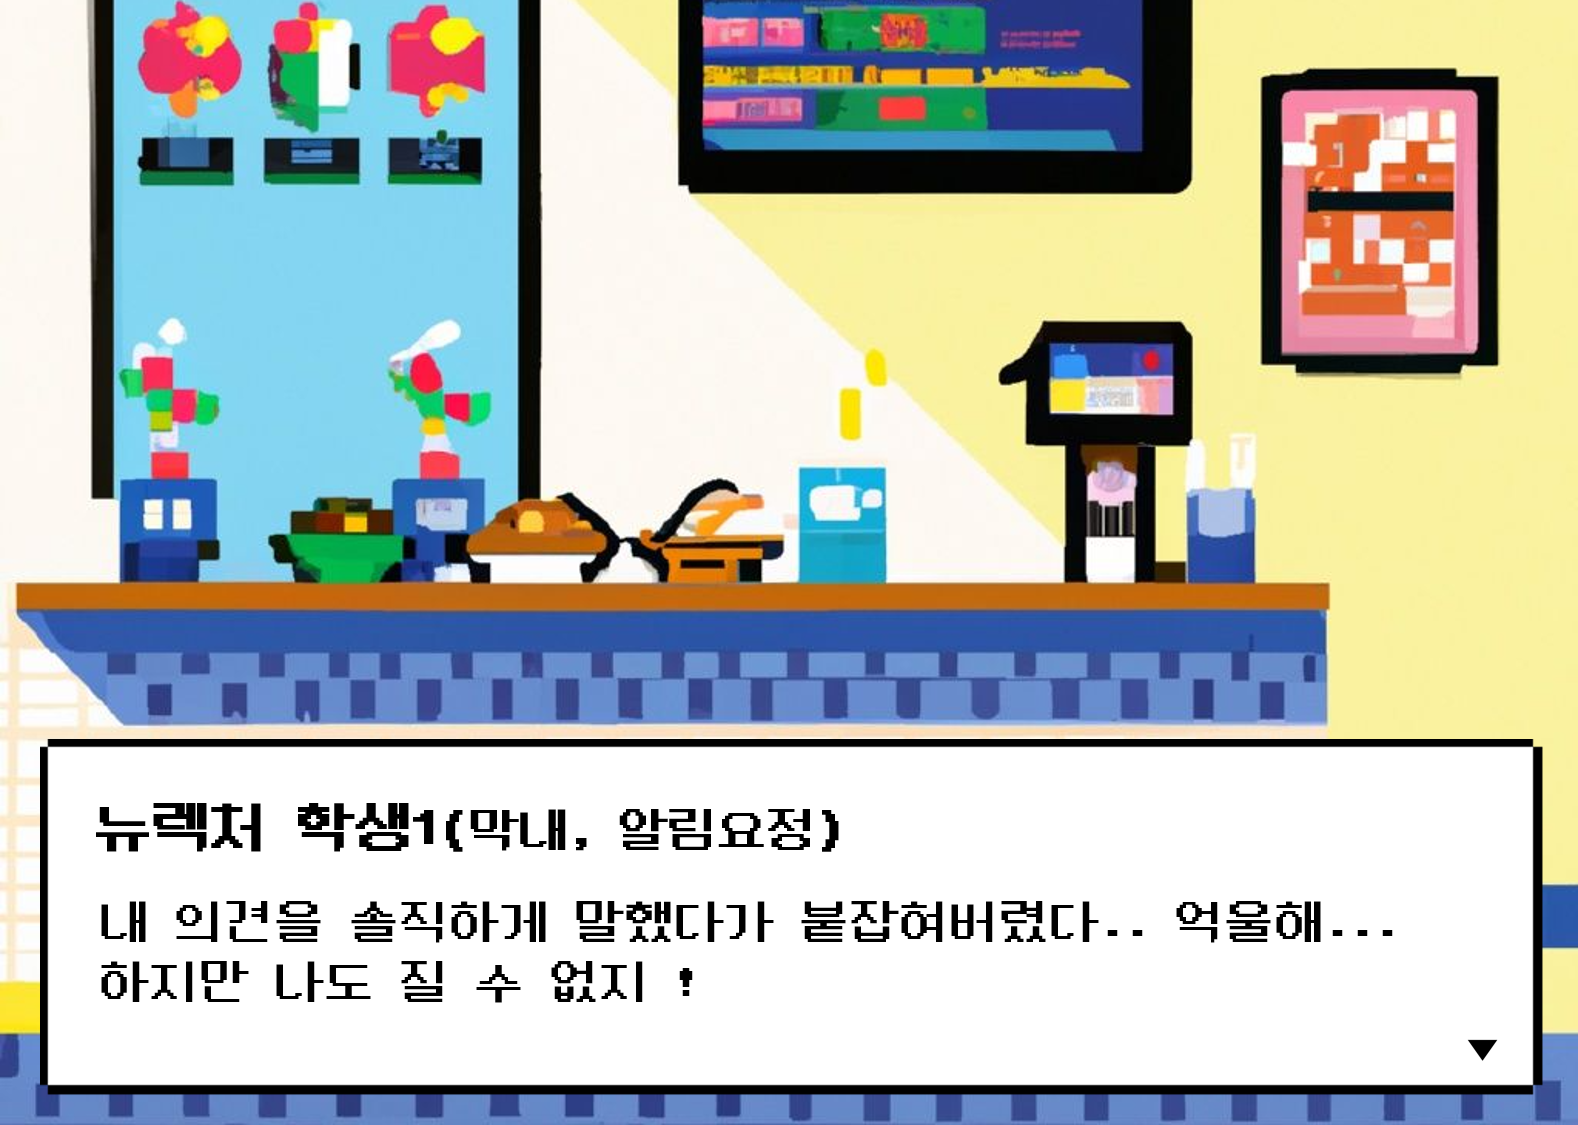 뉴렉처 학생1(막내, 알림요정)
내 의견을 솔직하게 말했다가 붙잡혀버렸다.. 억울해...
하지만 나도 질 수 없지 !